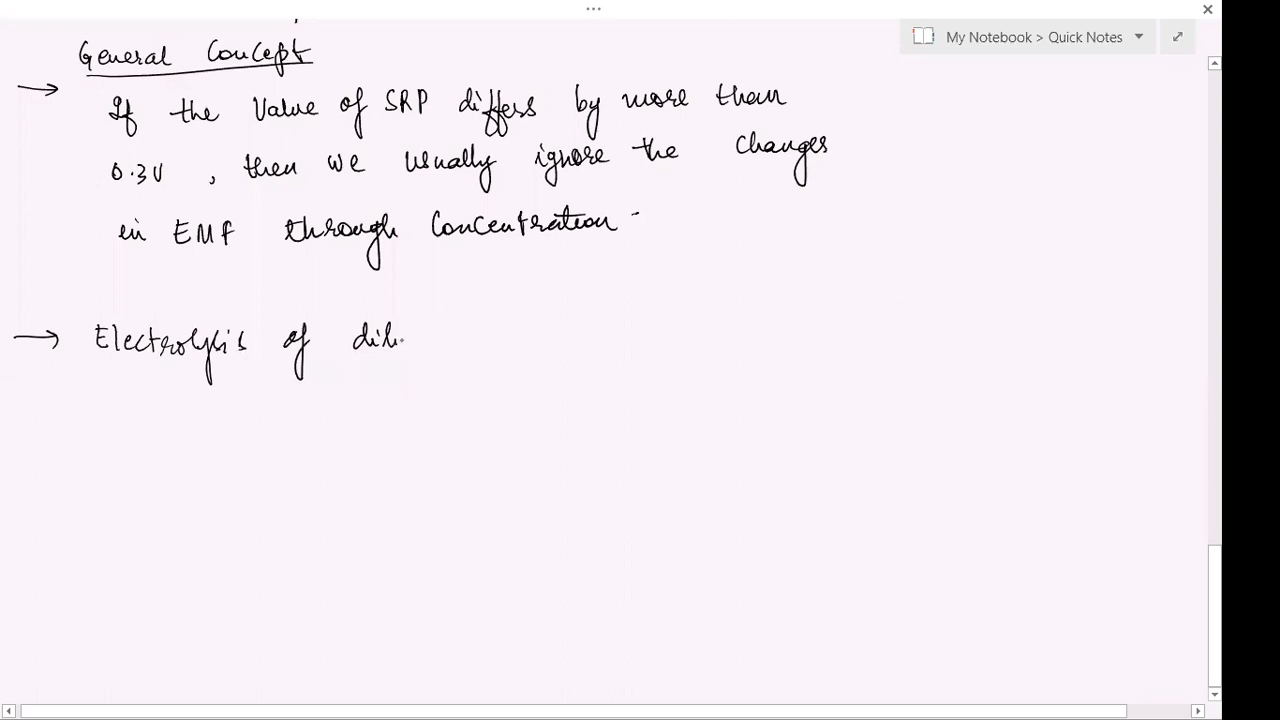 ...
My Notebook > Quick Notes
General Concept
→ If the value of SRP differs by more than
0.3V , then we usually ignore the changes
in EMF through Concentration -
→ Electrolysis of dil.